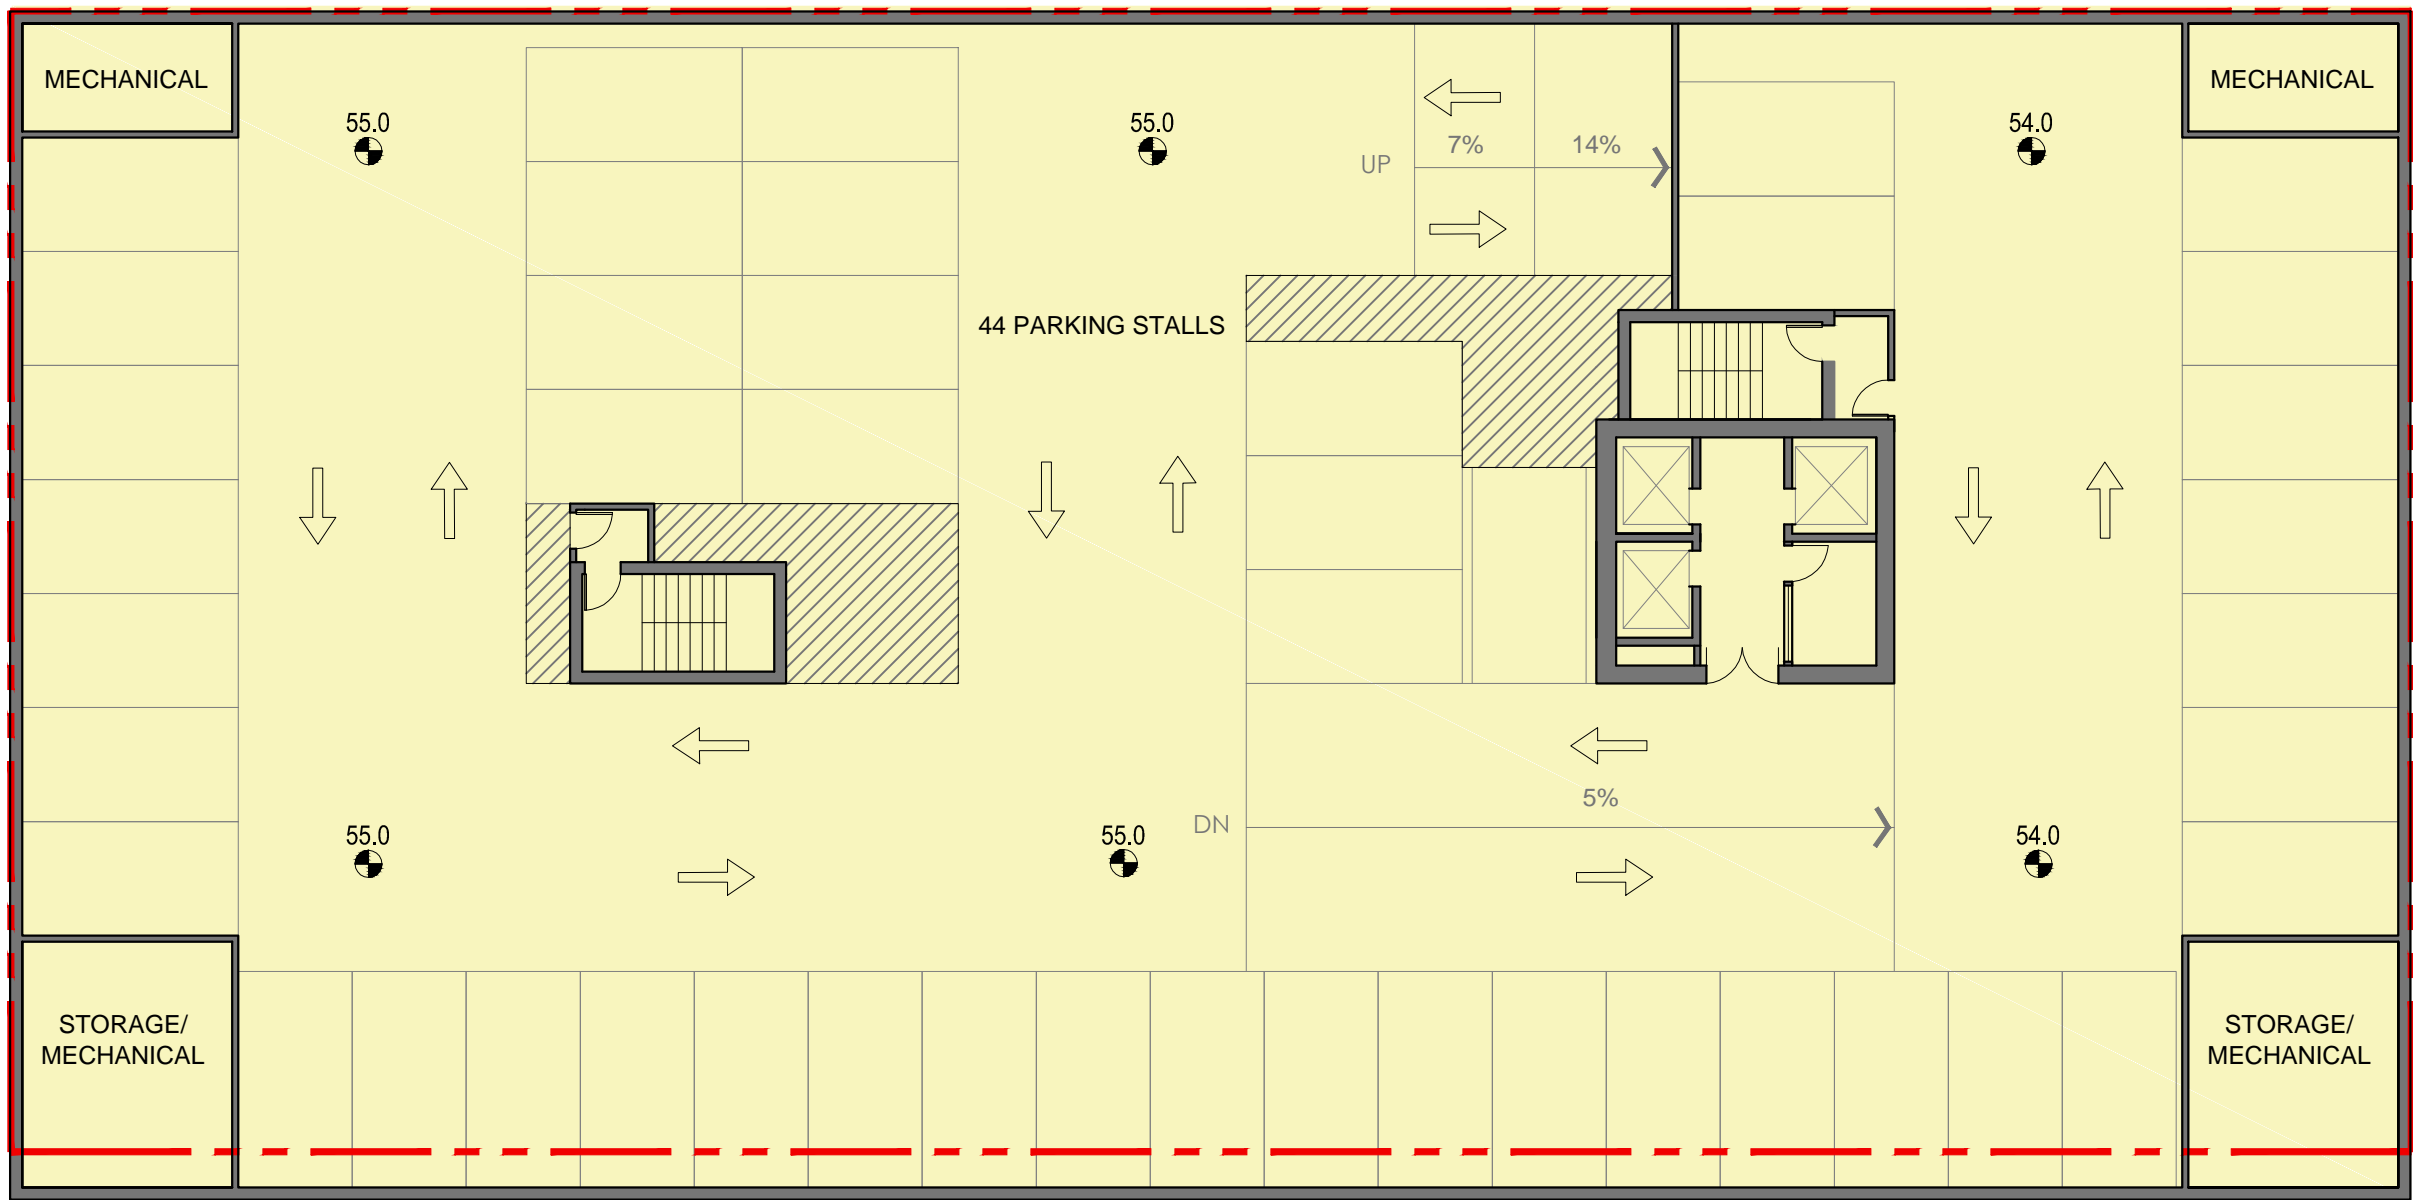 MECHANICAL
MECHANICAL
55.0
55.0
54.0
7%
14%
UP
44 PARKING STALLS
5%
DN
55.0
55.0
54.0
STORAGE/
MECHANICAL
STORAGE/
MECHANICAL